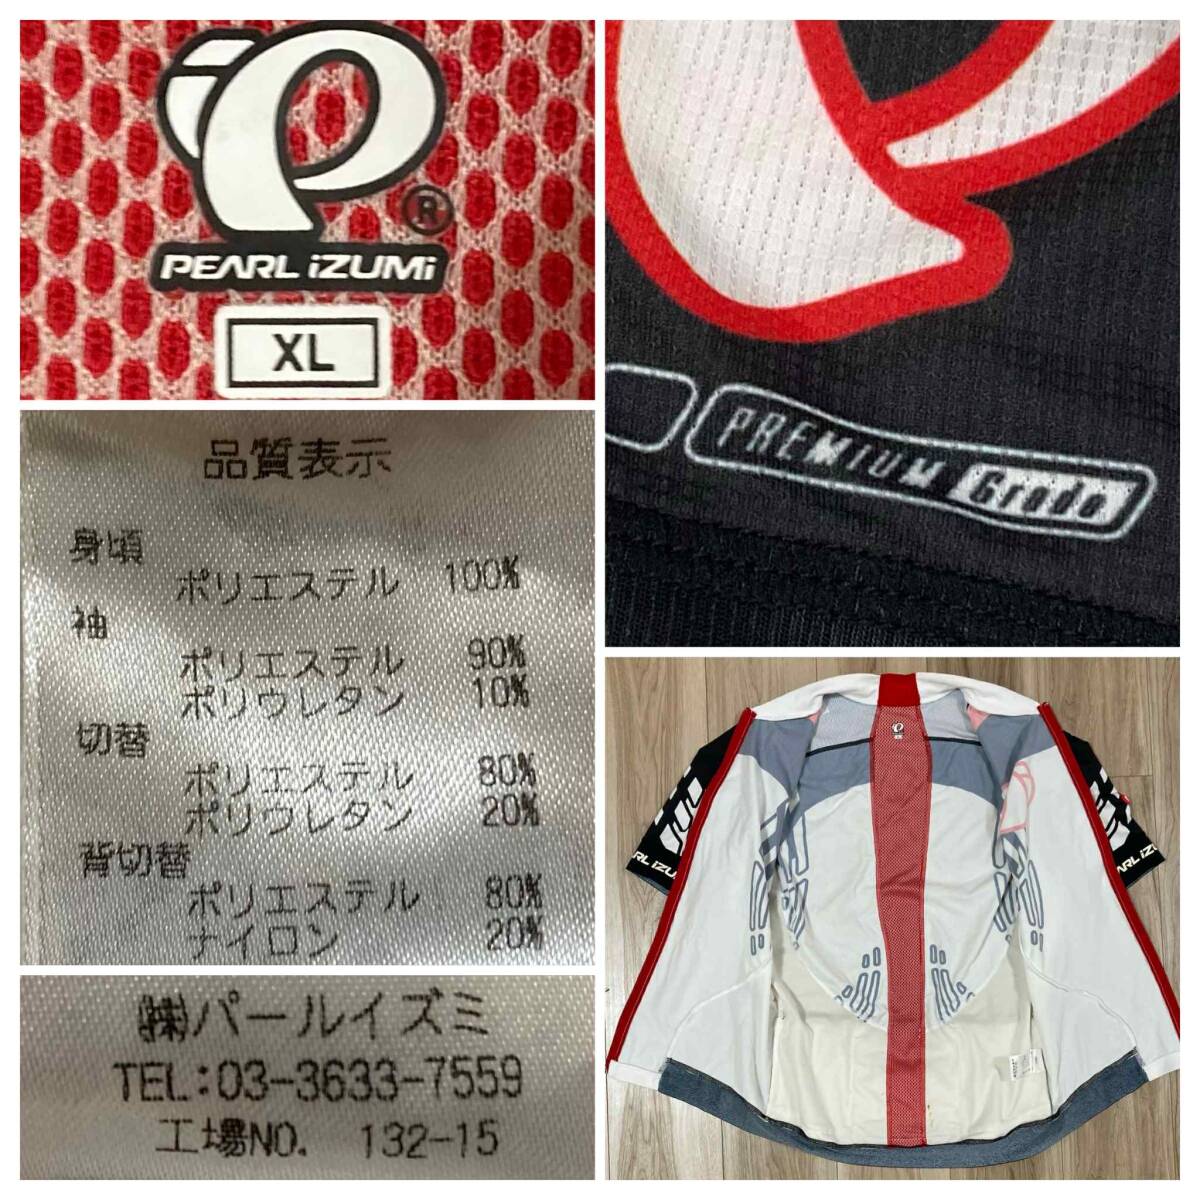 PEARL iZUMi
®
XL
PREMIUM Grade
品質表示
身頃
ポリエステル 100%
袖
ポリエステル 90%
ポリウレタン 10%
切替
ポリエステル 80%
ポリウレタン 20%
背切替
ポリエステル 80%
ナイロン 20%
㈱パールイズミ
TEL:03-3633-7559
工場NO. 132-15
RL iZUMi
PEARL iZU